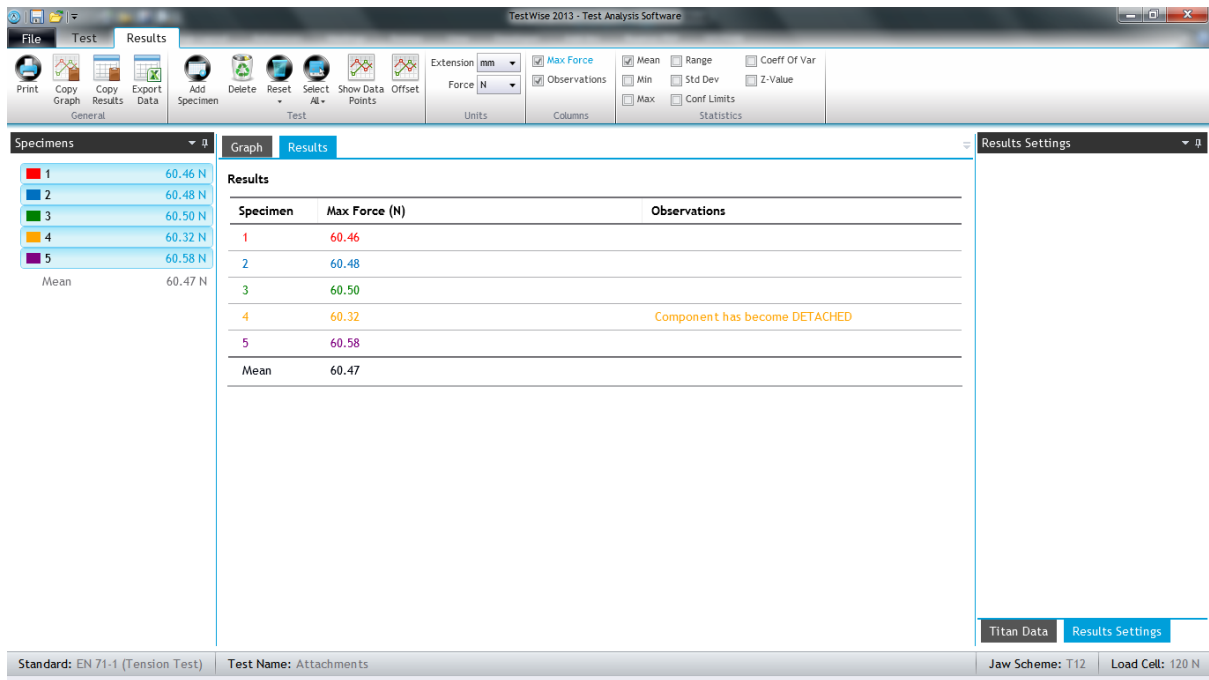 TestWise 2013 - Test Analysis Software
File Test Results
Print
Copy Graph
Copy Results
Export Data
General
Add Specimen
Delete
Reset
Select All
Show Data Points
Offset
Test
Extension mm
Force N
Units
Max Force
Observations
Columns
Mean Range Coeff Of Var
Min Std Dev Z-Value
Max Conf Limits
Statistics
Specimens
1 60.46 N
2 60.48 N
3 60.50 N
4 60.32 N
5 60.58 N
Mean 60.47 N
Graph Results
Results
Specimen Max Force (N) Observations
1 60.46
2 60.48
3 60.50
4 60.32 Component has become DETACHED
5 60.58
Mean 60.47
Results Settings
Titan Data Results Settings
Standard: EN 71-1 (Tension Test) Test Name: Attachments Jaw Scheme: T12 Load Cell: 120 N